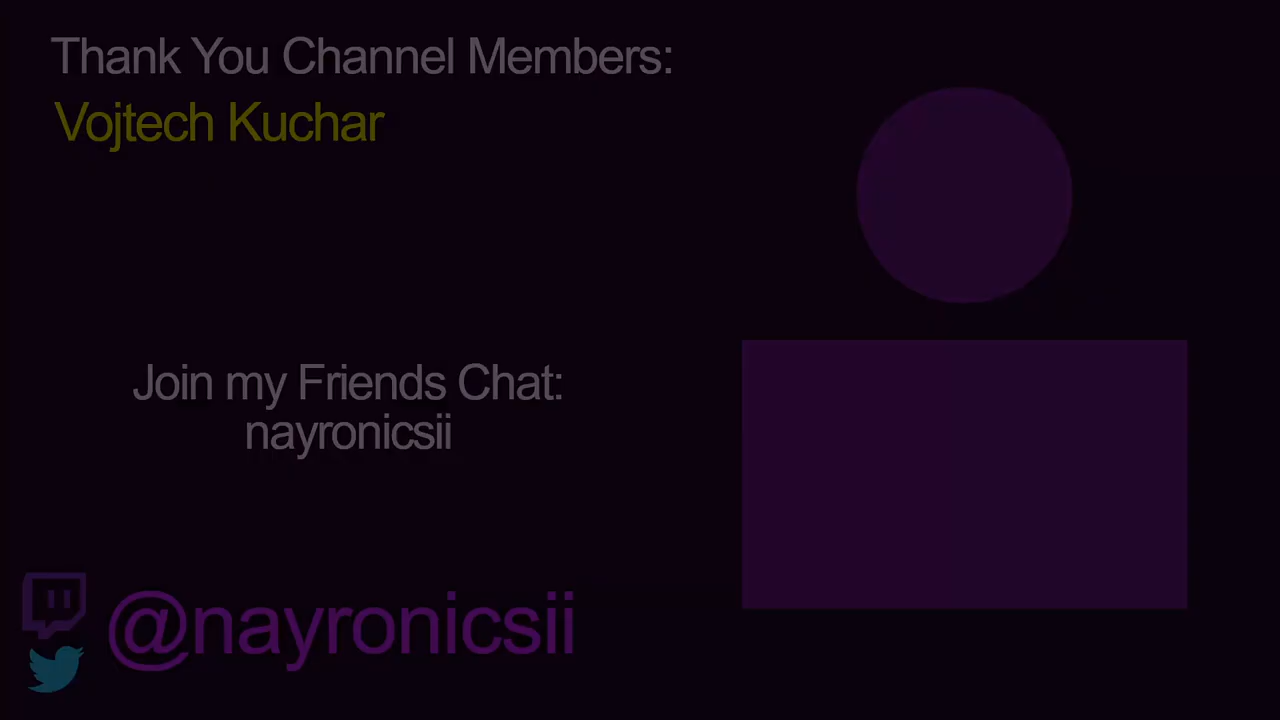 Thank You Channel Members:
Vojtech Kuchar
Join my Friends Chat:
nayronicsii
@nayronicsii